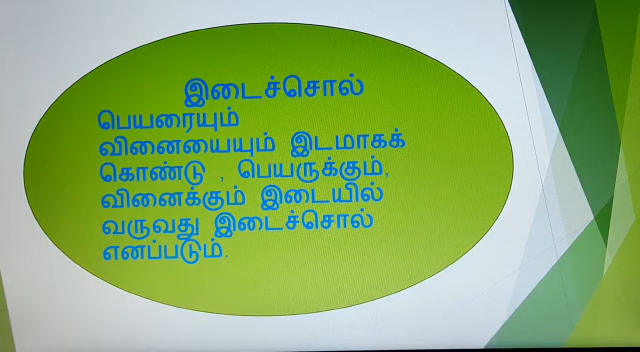 இடைச்சொல்
பெயரையும்
வினையையும் இடமாகக்
கொண்டு , பெயருக்கும்,
வினைக்கும் இடையில்
வருவது இடைச்சொல்
எனப்படும்.